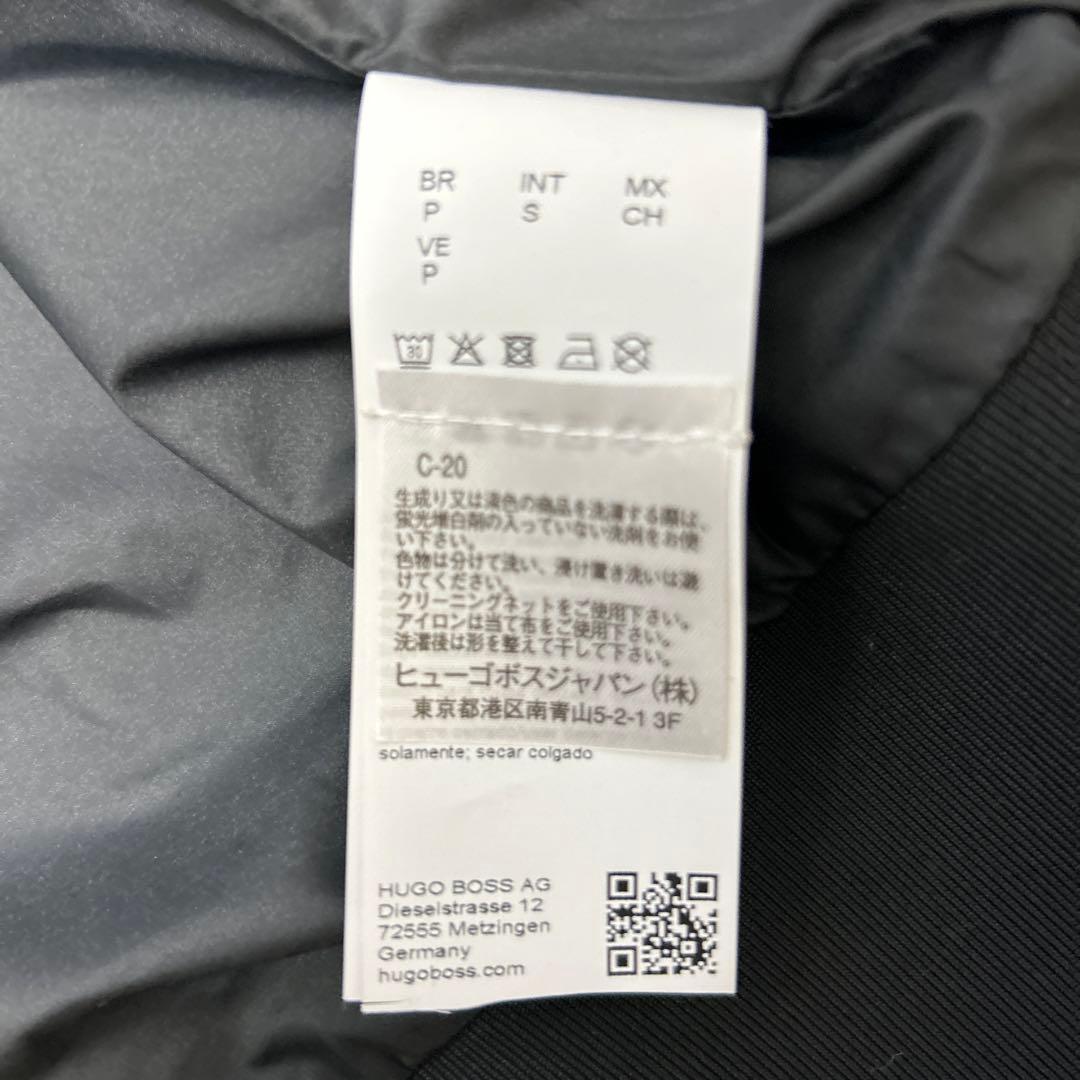 BR INT MX
P S CH
VE
P
30
C-20
生成り又は淡色の商品を洗濯する際は、
蛍光増白剤の入っていない洗剤をお使
い下さい。
色物は分けて洗い、浸け置き洗いは避
けてください。
クリーニングネットをご使用下さい。
アイロンは当て布をご使用下さい。
洗濯後は形を整えて干して下さい。
ヒューゴボスジャパン(株)
東京都港区南青山5-2-1 3F
solamente; secar colgado
HUGO BOSS AG
Dieselstrasse 12
72555 Metzingen
Germany
hugoboss.com